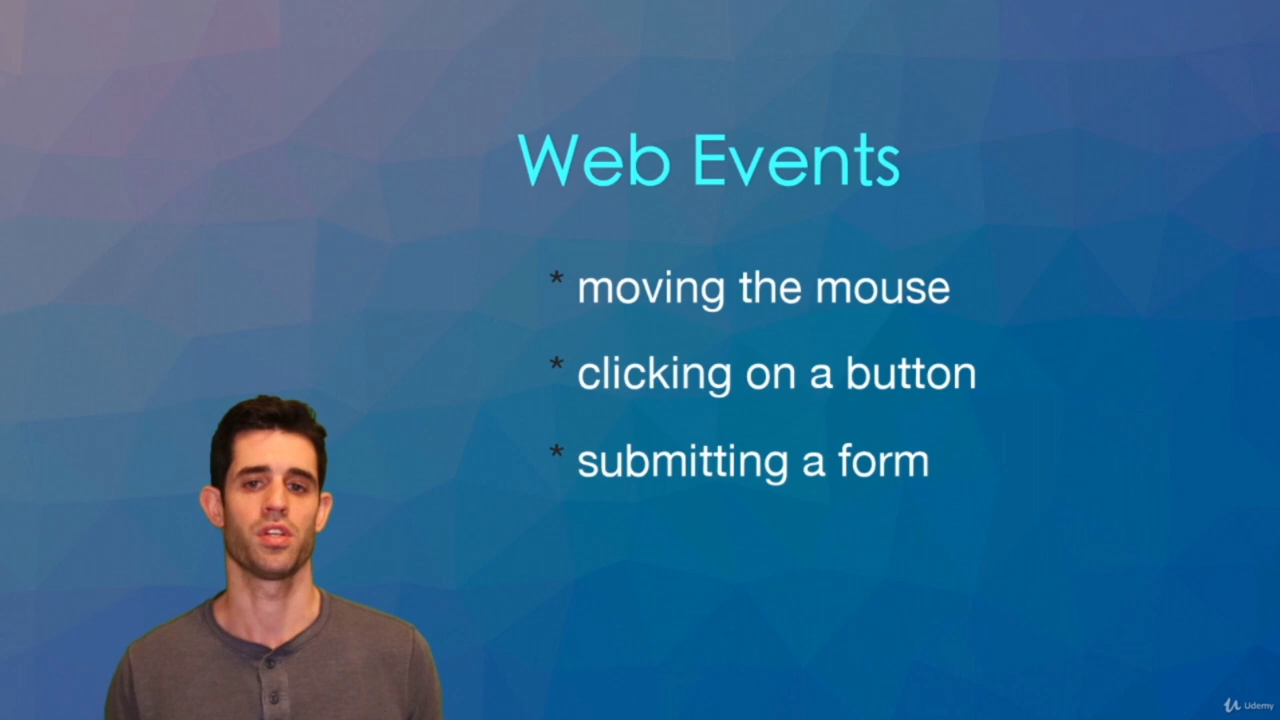 Web Events
* moving the mouse
* clicking on a button
* submitting a form
Udemy